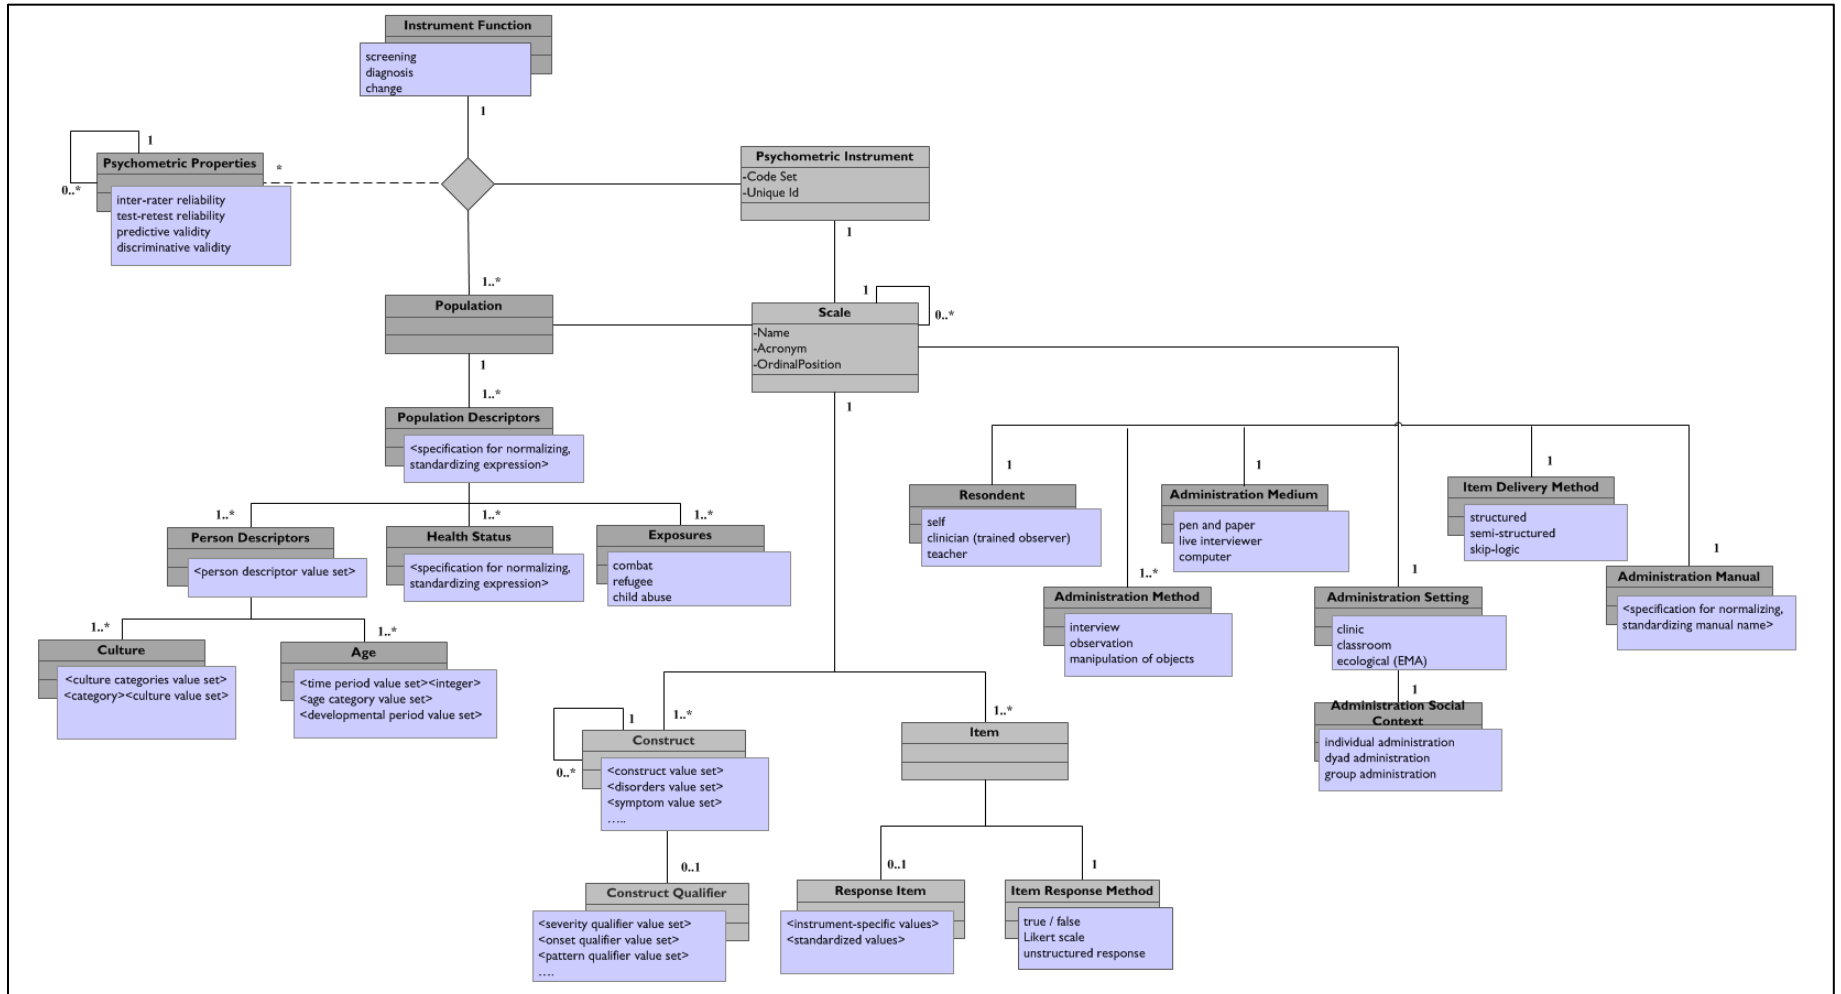 Instrument Function
screening
diagnosis
change
1
1
Psychometric Properties
*
0..*
inter-rater reliability
test-retest reliability
predictive validity
discriminative validity
Psychometric Instrument
-Code Set
-Unique Id
1
1..*
Population
1
1
0..*
Scale
-Name
-Acronym
-OrdinalPosition
1
1..*
Population Descriptors
<specification for normalizing,
standardizing expression>
1..*
Person Descriptors
<person descriptor value set>
1..*
Health Status
<specification for normalizing,
standardizing expression>
1..*
Exposures
combat
refugee
child abuse
1..*
Culture
<culture categories value set>
<category><culture value set>
1..*
Age
<time period value set><integer>
<age category value set>
<developmental period value set>
1
Resondent
self
clinician (trained observer)
teacher
1
Administration Medium
pen and paper
live interviewer
computer
1
Item Delivery Method
structured
semi-structured
skip-logic
1..*
Administration Method
interview
observation
manipulation of objects
1
Administration Setting
clinic
classroom
ecological (EMA)
1
Administration Manual
<specification for normalizing,
standardizing manual name>
1
Administration Social
Context
individual administration
dyad administration
group administration
1
1..*
Construct
0..*
<construct value set>
<disorders value set>
<symptom value set>
.....
1..*
Item
0..1
Construct Qualifier
<severity qualifier value set>
<onset qualifier value set>
<pattern qualifier value set>
....
0..1
Response Item
<instrument-specific values>
<standardized values>
1
Item Response Method
true / false
Likert scale
unstructured response